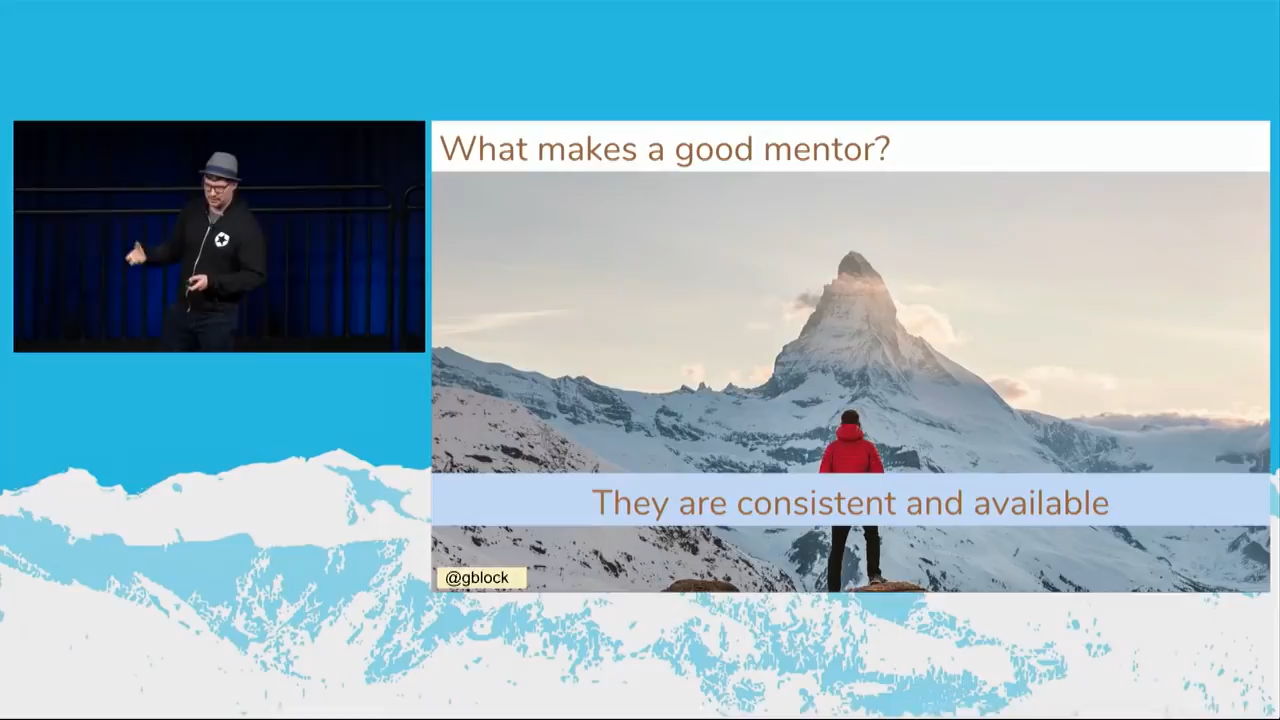 What makes a good mentor?
They are consistent and available
@gblock